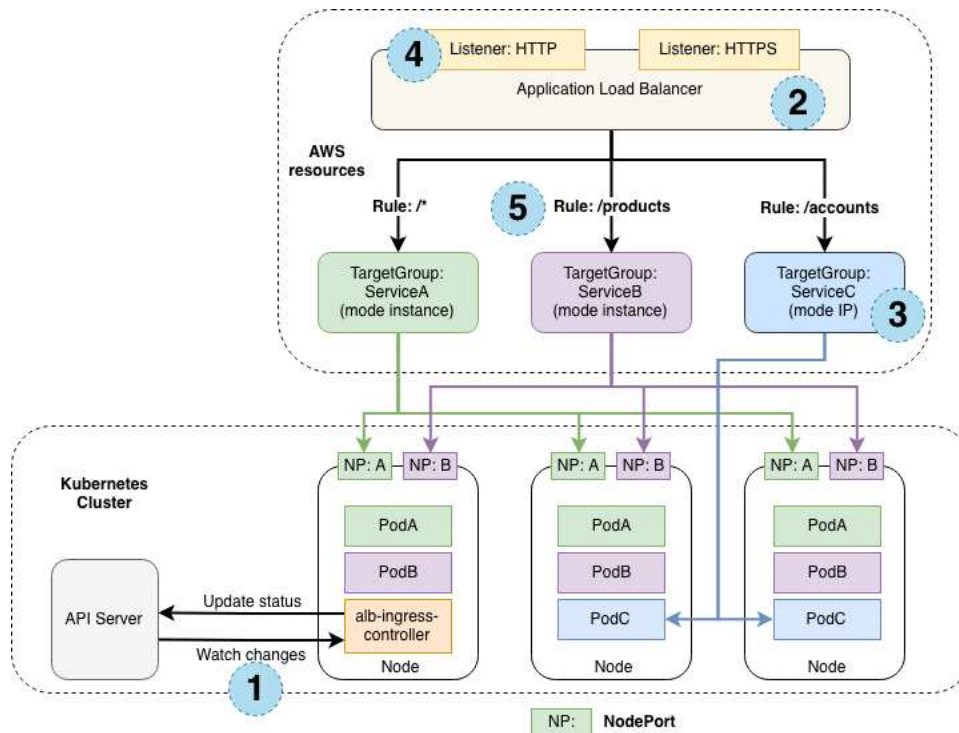 4
Listener: HTTP
Listener: HTTPS
Application Load Balancer
2
AWS
resources
Rule: /*
5
Rule: /products
Rule: /accounts
TargetGroup:
ServiceA
(mode instance)
TargetGroup:
ServiceB
(mode instance)
TargetGroup:
ServiceC
(mode IP)
3
Kubernetes
Cluster
NP: A
NP: B
NP: A
NP: B
NP: A
NP: B
PodA
PodB
alb-ingress-
controller
Node
PodA
PodB
PodC
Node
PodA
PodB
PodC
Node
API Server
Update status
Watch changes
1
NP:
NodePort